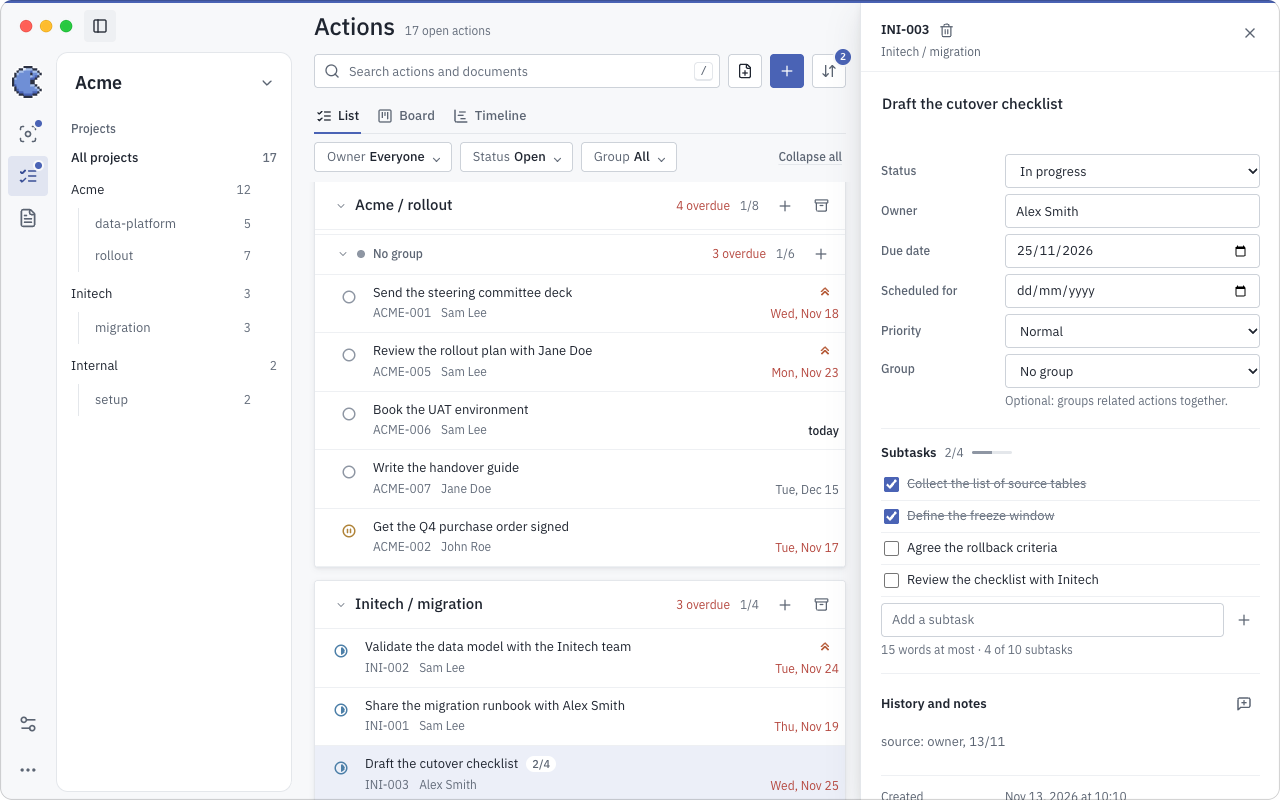 Acme
Projects
All projects 17
Acme 12
data-platform 5
rollout 7
Initech 3
migration 3
Internal 2
setup 2
Actions 17 open actions
Search actions and documents /
2
List Board Timeline
Owner Everyone Status Open Group All Collapse all
Acme / rollout 4 overdue 1/8
No group 3 overdue 1/6
Send the steering committee deck
ACME-001 Sam Lee Wed, Nov 18
Review the rollout plan with Jane Doe
ACME-005 Sam Lee Mon, Nov 23
Book the UAT environment
ACME-006 Sam Lee today
Write the handover guide
ACME-007 Jane Doe Tue, Dec 15
Get the Q4 purchase order signed
ACME-002 John Roe Tue, Nov 17
Initech / migration 3 overdue 1/4
Validate the data model with the Initech team
INI-002 Sam Lee Tue, Nov 24
Share the migration runbook with Alex Smith
INI-001 Sam Lee Thu, Nov 19
Draft the cutover checklist 2/4
INI-003 Alex Smith Wed, Nov 25
INI-003
Initech / migration
Draft the cutover checklist
Status In progress
Owner Alex Smith
Due date 25/11/2026
Scheduled for dd/mm/yyyy
Priority Normal
Group No group
Optional: groups related actions together.
Subtasks 2/4
Collect the list of source tables
Define the freeze window
Agree the rollback criteria
Review the checklist with Initech
Add a subtask
15 words at most · 4 of 10 subtasks
History and notes
source: owner, 13/11
Created Nov 13, 2026 at 10:10